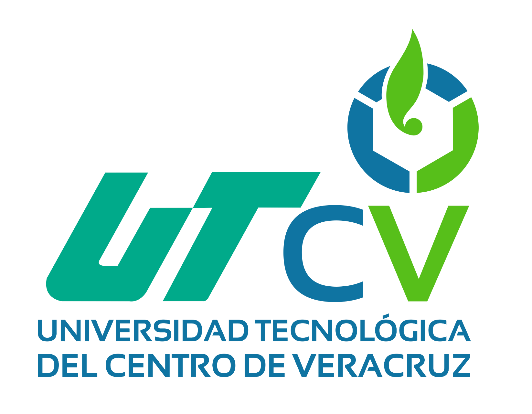 UTCV
UNIVERSIDAD TECNOLÓGICA
DEL CENTRO DE VERACRUZ